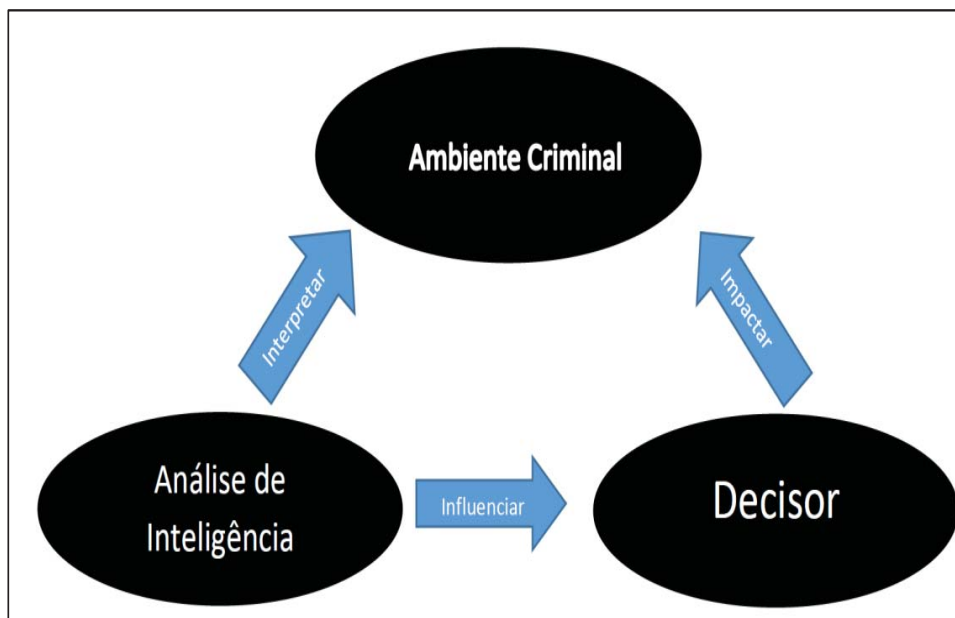 Ambiente Criminal
Interpretar
Impactar
Análise de
Inteligência
Influenciar
Decisor